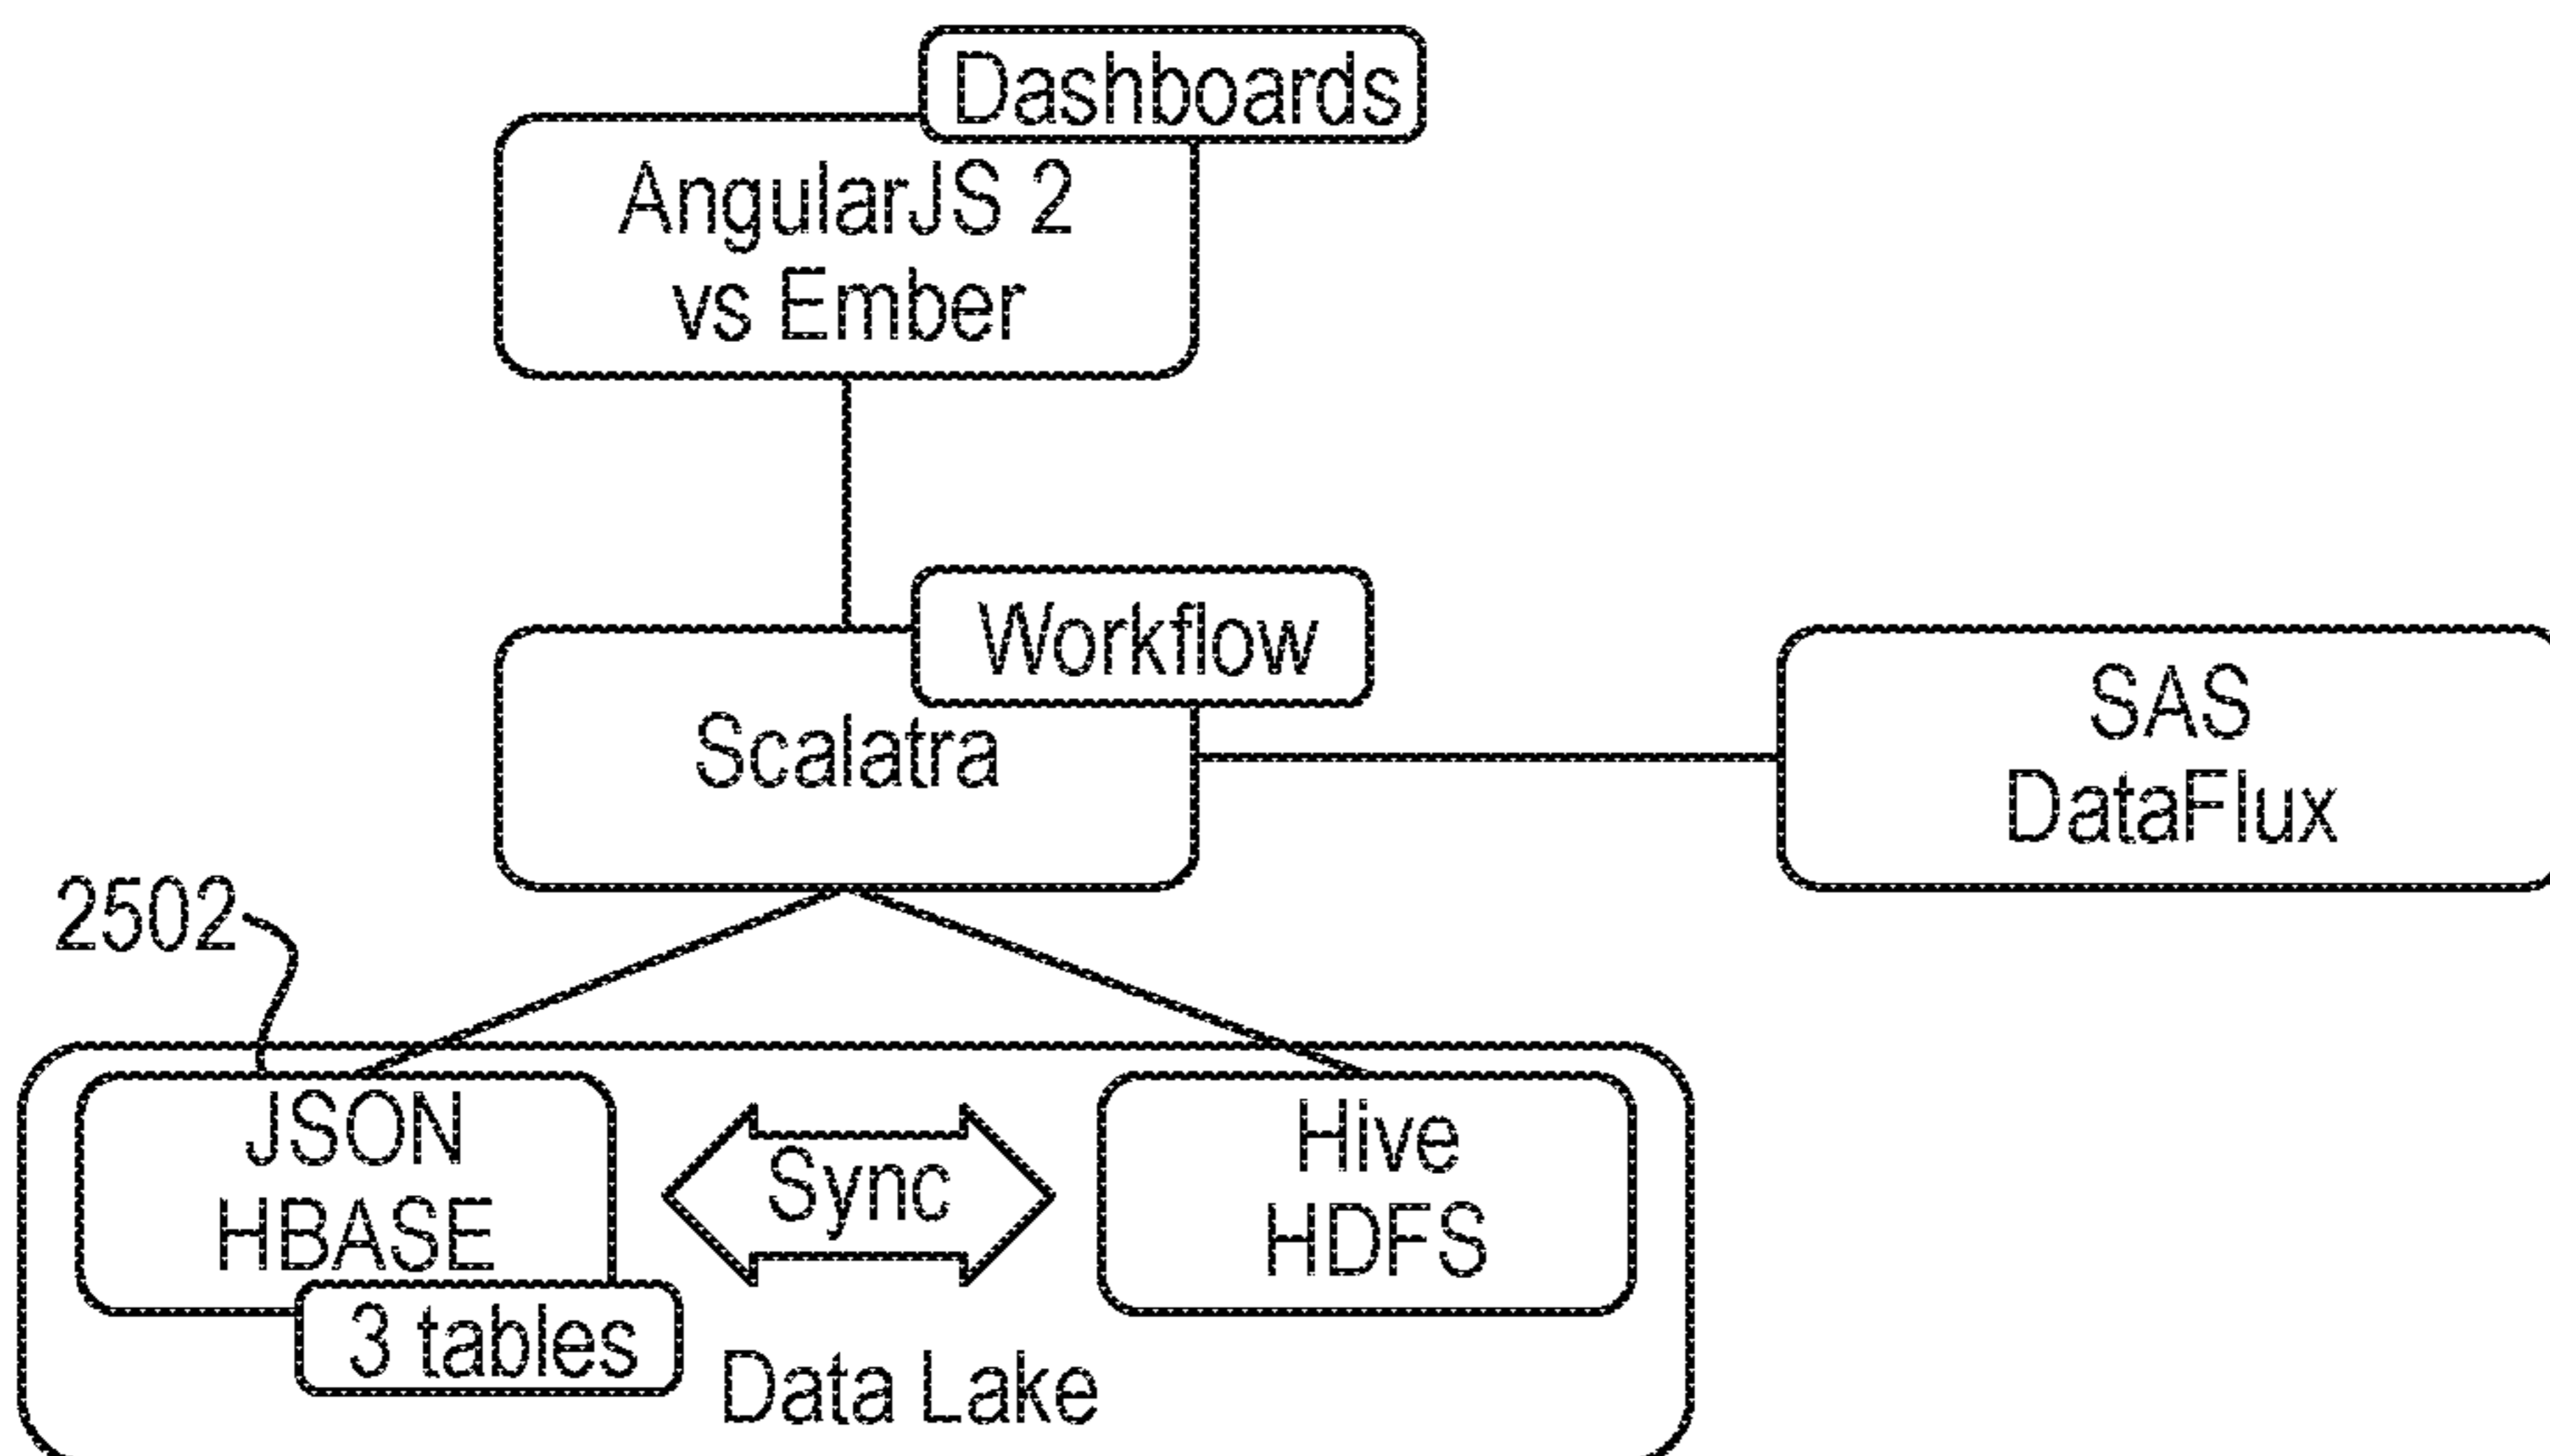 Dashboards
AngularJS 2
vs Ember
Workflow
Scalatra
SAS
DataFlux
2502
JSON
HBASE
3 tables
Sync
Hive
HDFS
Data Lake